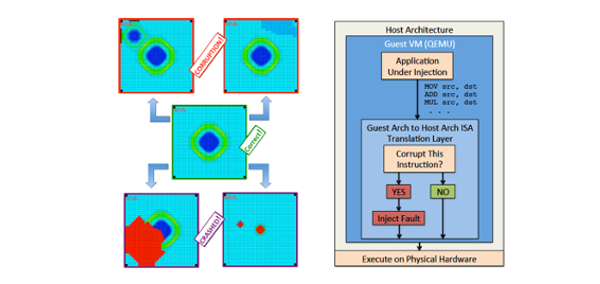 CORRUPTION!
Correct!
CRASHED!
Host Architecture
Guest VM (QEMU)
Application
Under Injection
MOV src, dst
ADD src, dst
MUL src, dst
. . .
Guest Arch to Host Arch ISA
Translation Layer
Corrupt This
Instruction?
YES
NO
Inject Fault
Execute on Physical Hardware